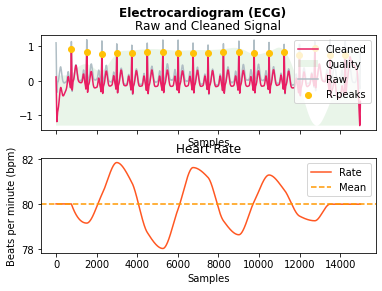 Electrocardiogram (ECG)
Raw and Cleaned Signal
1
0
−1
Cleaned
Quality
Raw
R-peaks
Samples
Heart Rate
Beats per minute (bpm)
82
80
78
Rate
Mean
0 2000 4000 6000 8000 10000 12000 14000
Samples